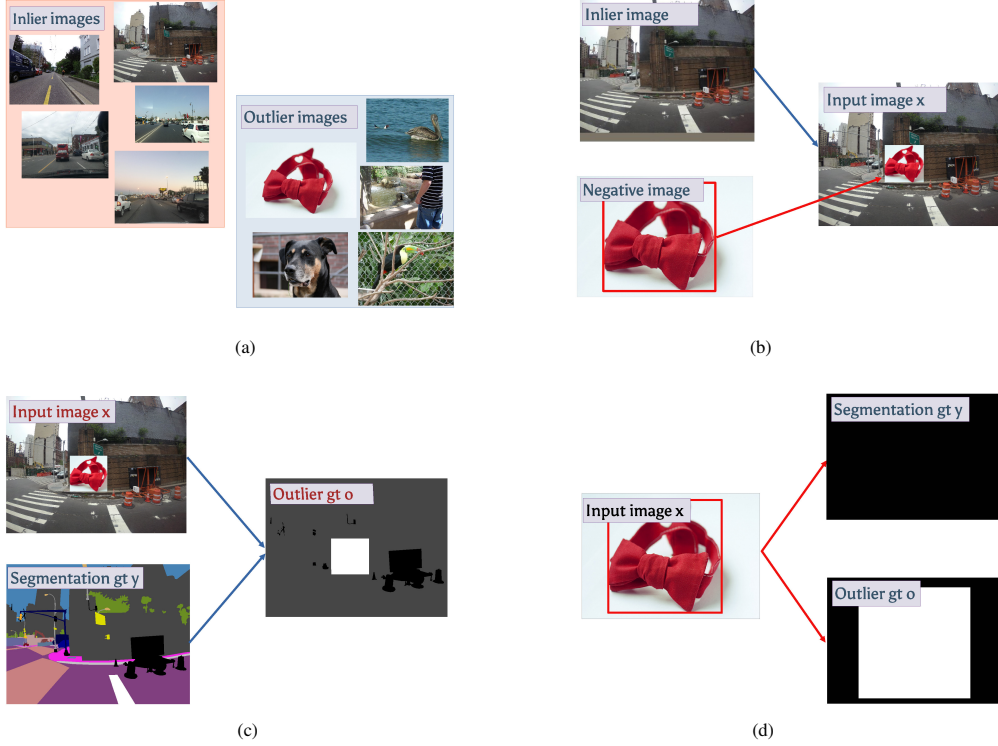 Inlier images
Outlier images
(a)
Inlier image
Negative image
Input image x
(b)
Input image x
Segmentation gt y
Outlier gt o
(c)
Input image x
Segmentation gt y
Outlier gt o
(d)